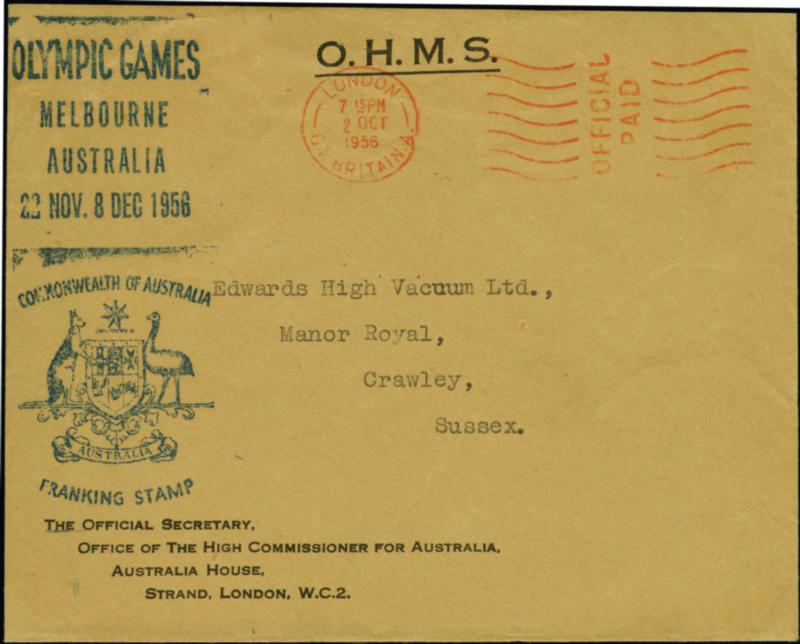 OLYMPIC GAMES
MELBOURNE
AUSTRALIA
22 NOV. 8 DEC 1956
O. H. M. S.
LONDON
7 15 PM
2 OCT
1956
GT. BRITAIN. A
OFFICIAL
PAID
COMMONWEALTH OF AUSTRALIA
AUSTRALIA
FRANKING STAMP
Edwards High Vacuum Ltd.,
Manor Royal,
Crawley,
Sussex.
THE OFFICIAL SECRETARY,
OFFICE OF THE HIGH COMMISSIONER FOR AUSTRALIA,
AUSTRALIA HOUSE,
STRAND, LONDON, W.C.2.